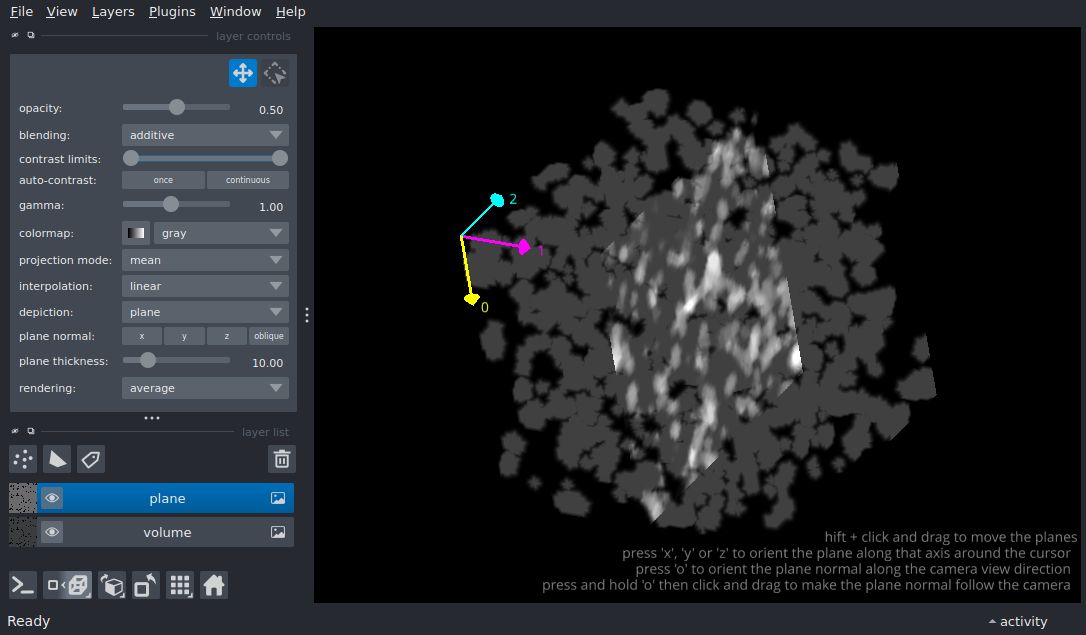 File View Layers Plugins Window Help
layer controls
opacity: 0.50
blending: additive
contrast limits:
auto-contrast: once continuous
gamma: 1.00
colormap: gray
projection mode: mean
interpolation: linear
depiction: plane
plane normal: x y z oblique
plane thickness: 10.00
rendering: average
layer list
plane
volume
2
1
0
hift + click and drag to move the planes
press 'x', 'y' or 'z' to orient the plane along that axis around the cursor
press 'o' to orient the plane normal along the camera view direction
press and hold 'o' then click and drag to make the plane normal follow the camera
Ready
activity